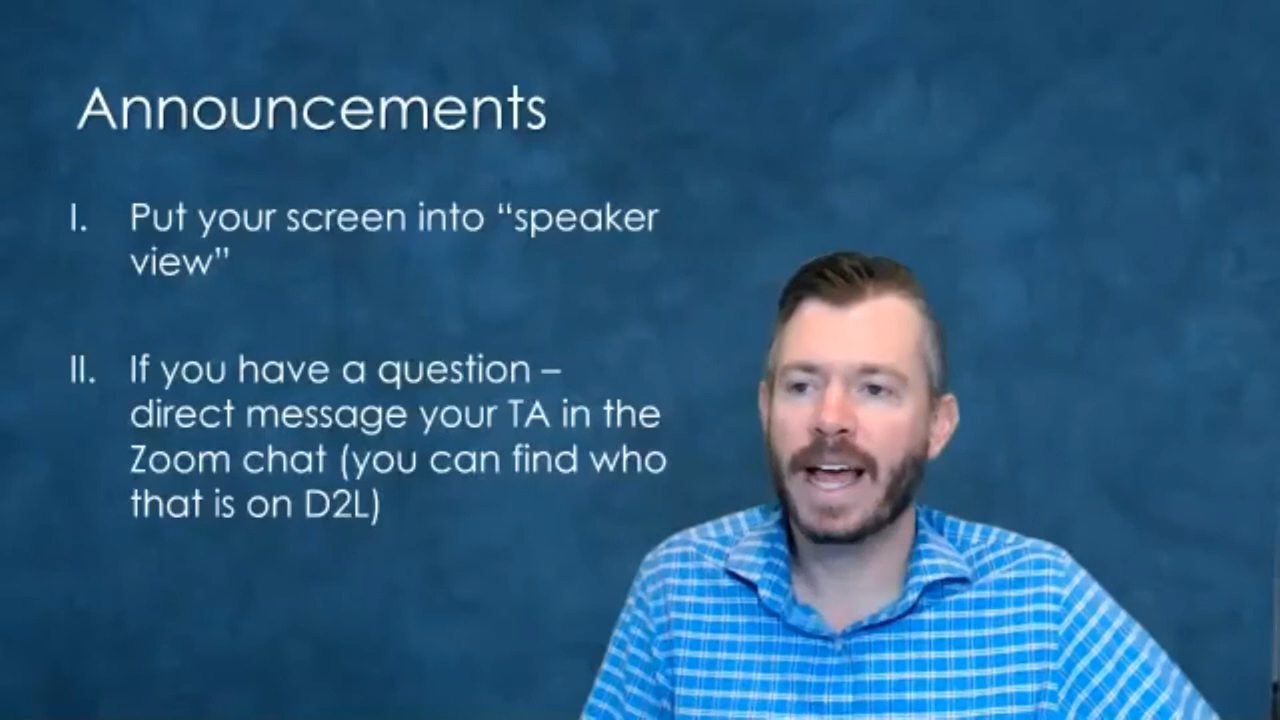 Announcements
I. Put your screen into “speaker
view”
II. If you have a question –
direct message your TA in the
Zoom chat (you can find who
that is on D2L)